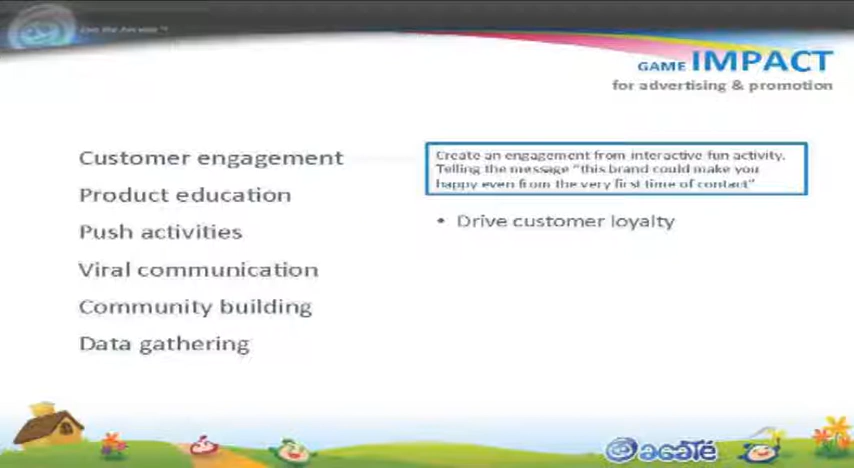 GAME IMPACT
for advertising & promotion
Customer engagement
Product education
Push activities
Viral communication
Community building
Data gathering
Create an engagement from interactive fun activity.
Telling the message "this brand could make you
happy even from the very first time of contact"
• Drive customer loyalty
agaTé